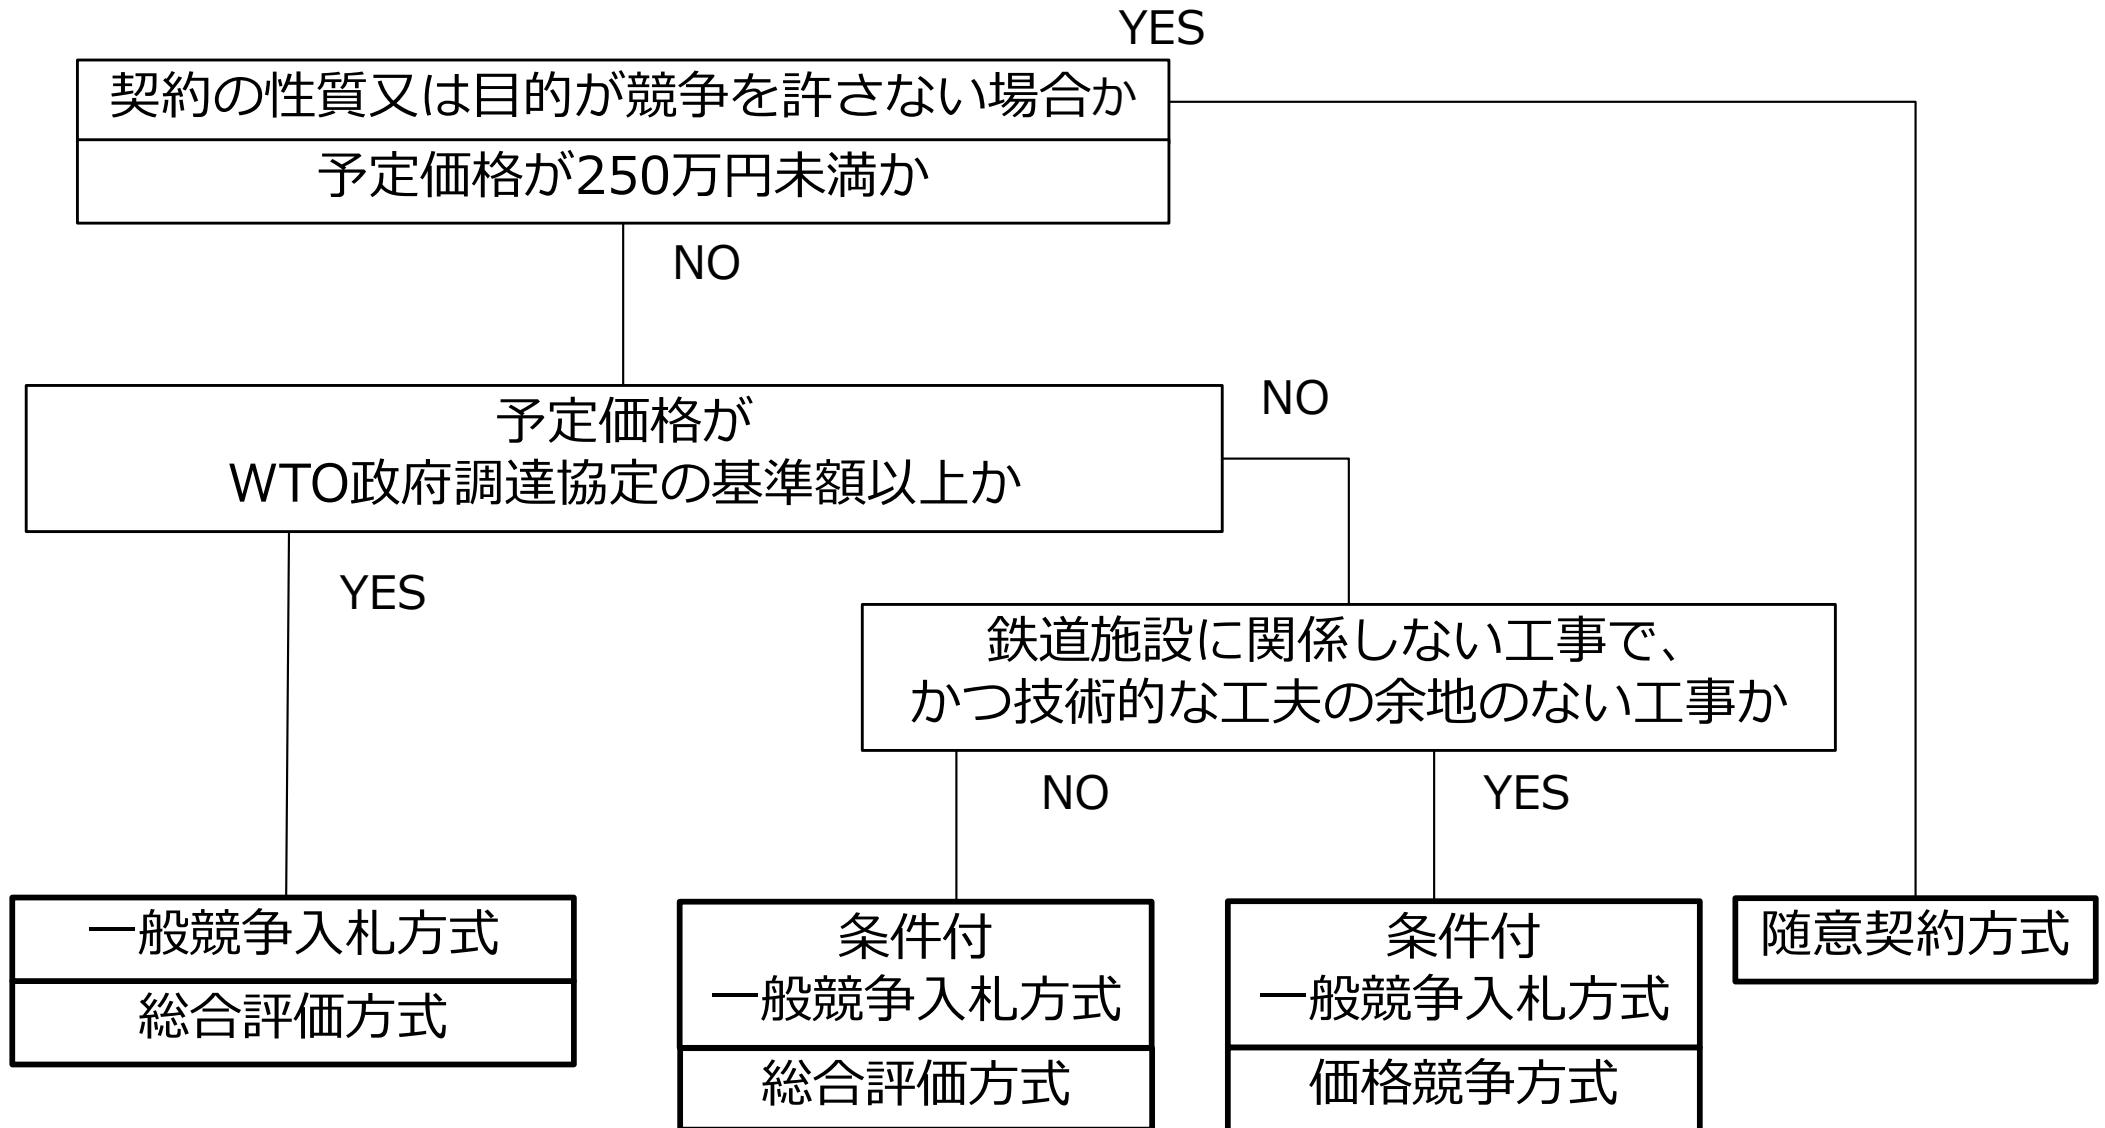 YES
契約の性質又は目的が競争を許さない場合か
予定価格が250万円未満か
NO
予定価格が
WTO政府調達協定の基準額以上か
NO
YES
鉄道施設に関係しない工事で、
かつ技術的な工夫の余地のない工事か
NO
YES
一般競争入札方式
総合評価方式
条件付
一般競争入札方式
総合評価方式
条件付
一般競争入札方式
価格競争方式
随意契約方式